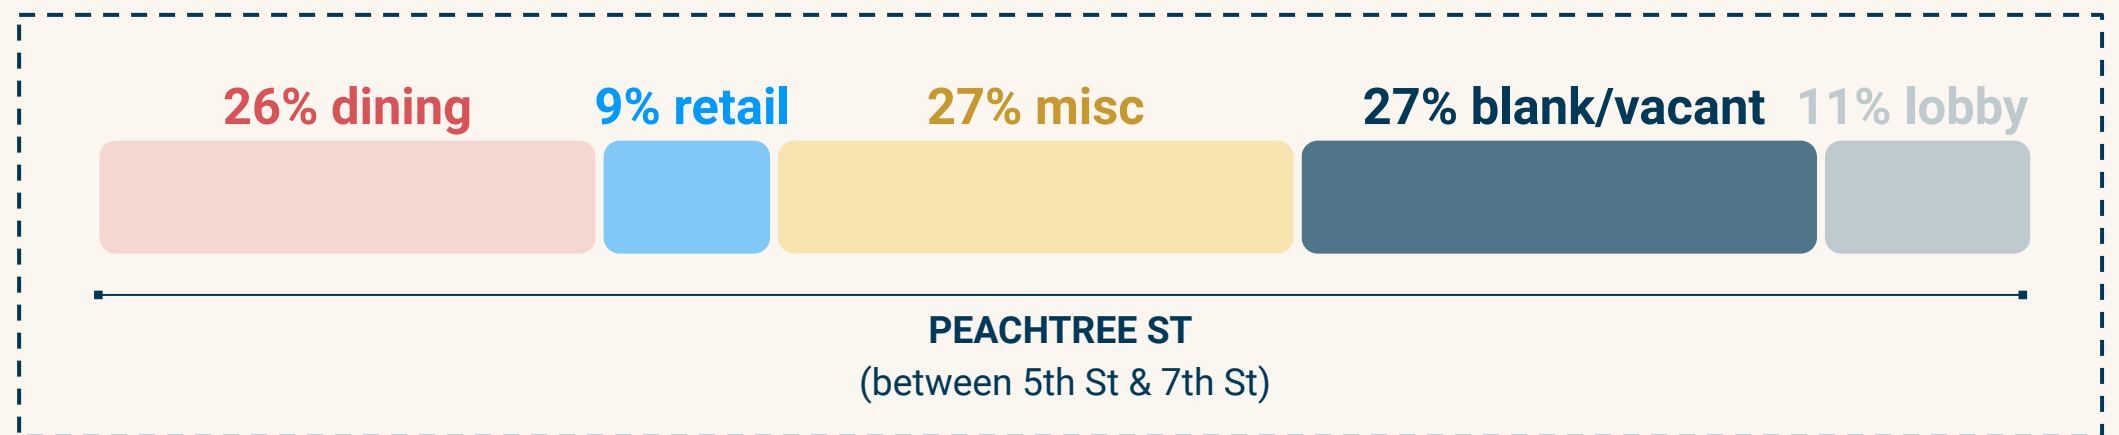 26% dining 9% retail 27% misc 27% blank/vacant 11% lobby
PEACHTREE ST
(between 5th St & 7th St)